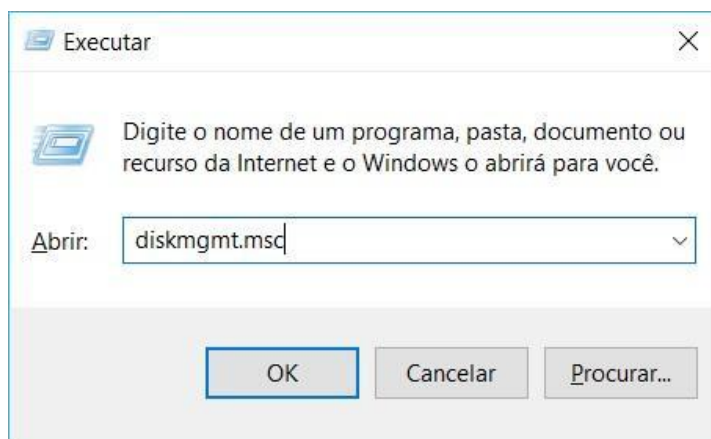 Executar
Digite o nome de um programa, pasta, documento ou
recurso da Internet e o Windows o abrirá para você.
Abrir: diskmgmt.msc
OK Cancelar Procurar...